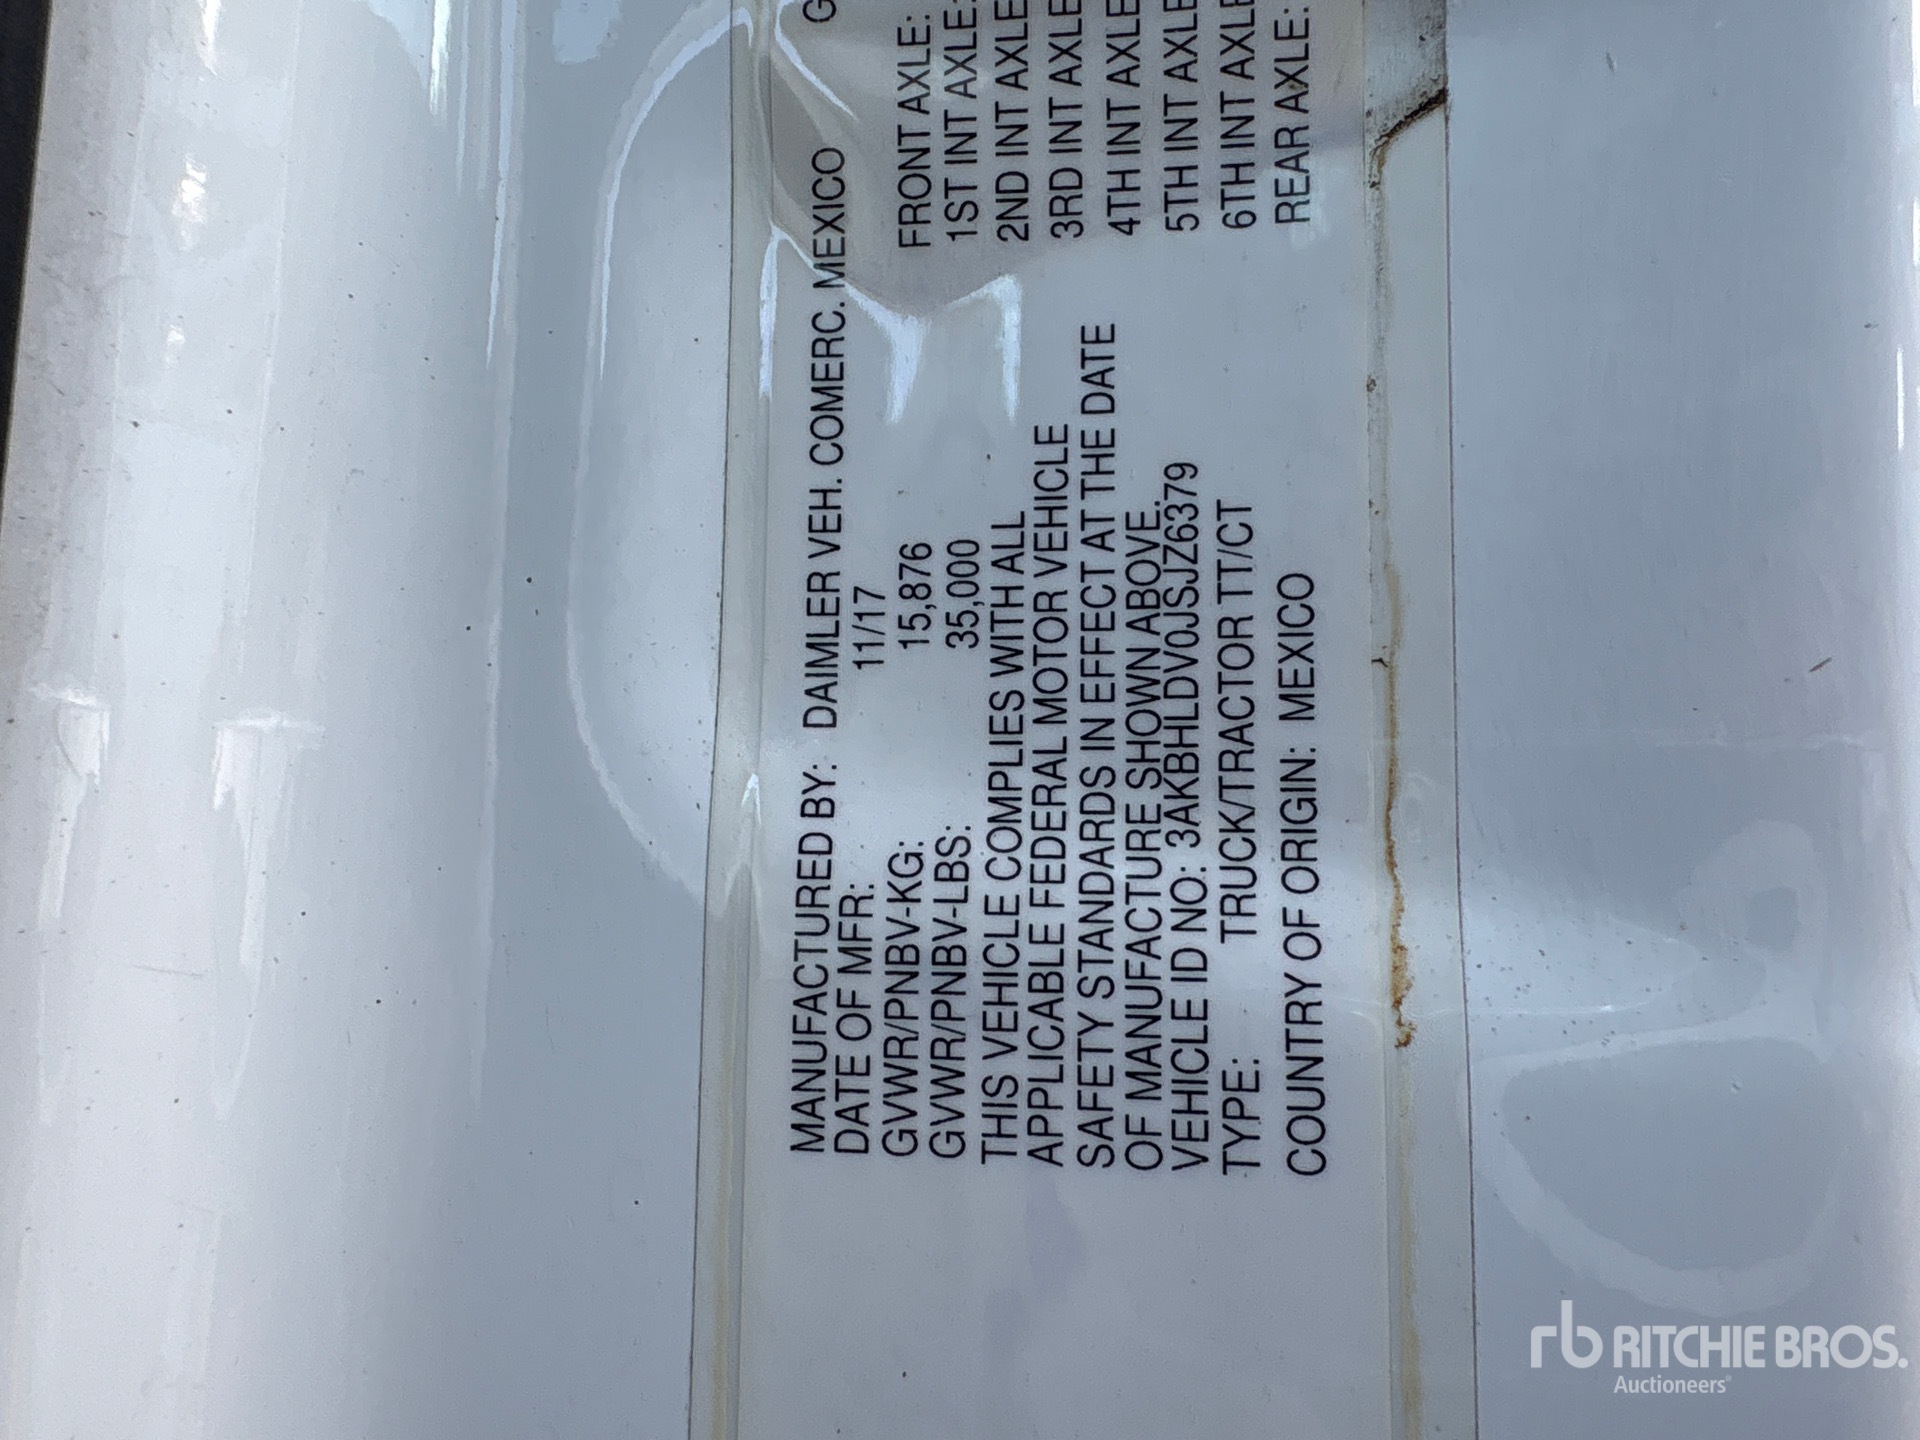 MANUFACTURED BY: DAIMLER VEH. COMERC. MEXICO
DATE OF MFR: 11/17
GVWR/PNBV-KG: 15,876
GVWR/PNBV-LBS: 35,000
THIS VEHICLE COMPLIES WITH ALL
APPLICABLE FEDERAL MOTOR VEHICLE
SAFETY STANDARDS IN EFFECT AT THE DATE
OF MANUFACTURE SHOWN ABOVE.
VEHICLE ID NO: 3AKBHLDV0JSJZ6379
TYPE: TRUCK/TRACTOR TT/CT
COUNTRY OF ORIGIN: MEXICO
FRONT AXLE:
1ST INT AXLE:
2ND INT AXLE
3RD INT AXLE
4TH INT AXLE
5TH INT AXLE
6TH INT AXLE
REAR AXLE:
rb RITCHIE BROS.
Auctioneers